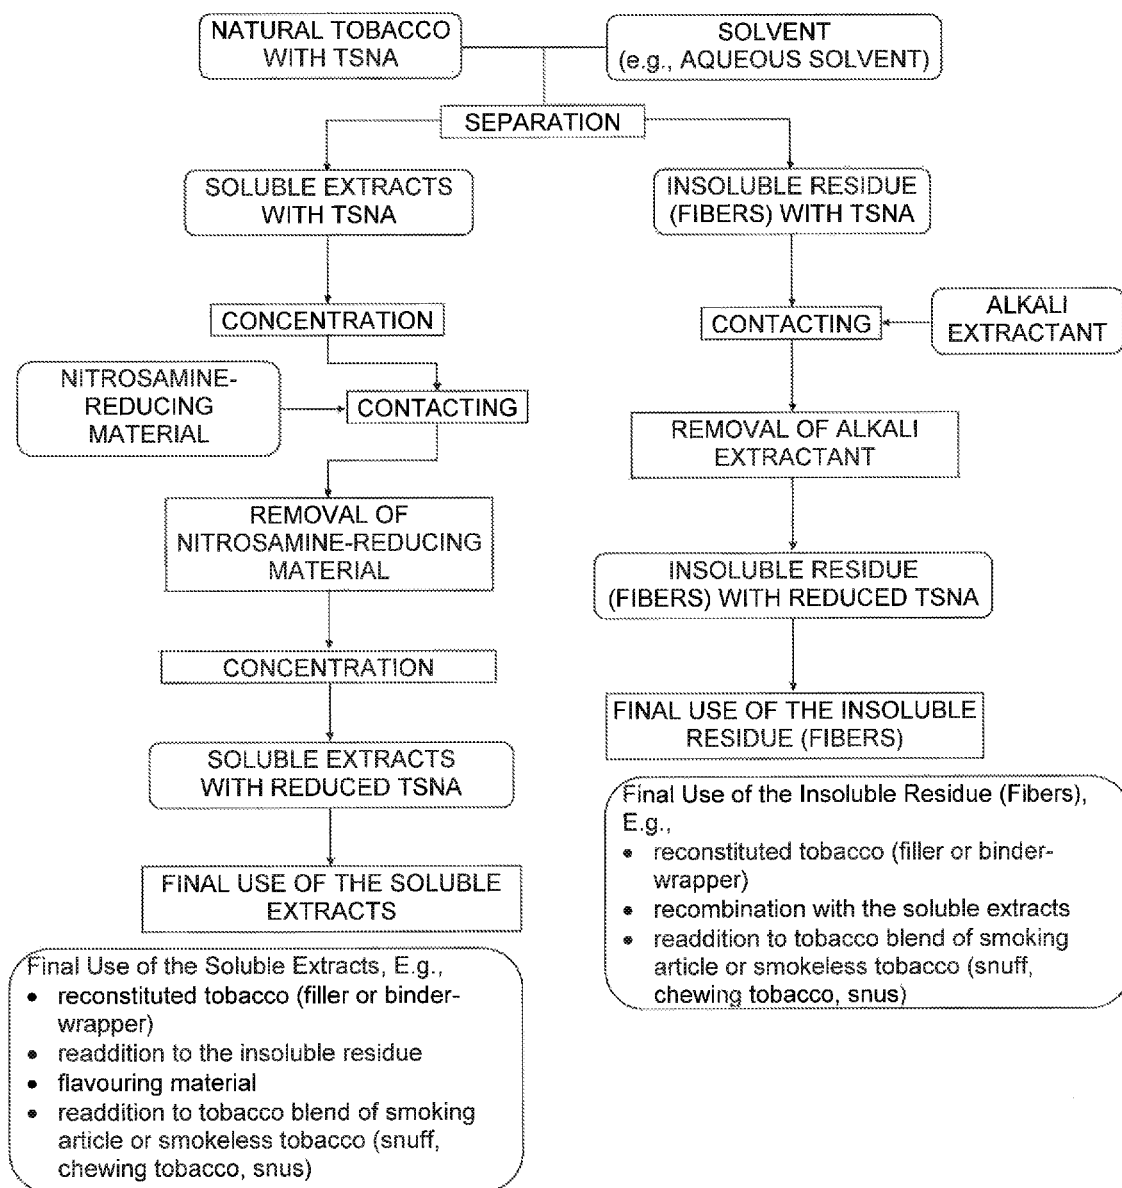 NATURAL TOBACCO
WITH TSNA
SOLVENT
(e.g., AQUEOUS SOLVENT)
SEPARATION
SOLUBLE EXTRACTS
WITH TSNA
INSOLUBLE RESIDUE
(FIBERS) WITH TSNA
CONCENTRATION
CONTACTING
ALKALI
EXTRACTANT
NITROSAMINE-
REDUCING
MATERIAL
CONTACTING
REMOVAL OF ALKALI
EXTRACTANT
REMOVAL OF
NITROSAMINE-REDUCING
MATERIAL
INSOLUBLE RESIDUE
(FIBERS) WITH REDUCED TSNA
CONCENTRATION
FINAL USE OF THE INSOLUBLE
RESIDUE (FIBERS)
SOLUBLE EXTRACTS
WITH REDUCED TSNA
FINAL USE OF THE SOLUBLE
EXTRACTS
Final Use of the Insoluble Residue (Fibers),
E.g.,
• reconstituted tobacco (filler or binder-
wrapper)
• recombination with the soluble extracts
• readdition to tobacco blend of smoking
article or smokeless tobacco (snuff,
chewing tobacco, snus)
Final Use of the Soluble Extracts, E.g.,
• reconstituted tobacco (filler or binder-
wrapper)
• readdition to the insoluble residue
• flavouring material
• readdition to tobacco blend of smoking
article or smokeless tobacco (snuff,
chewing tobacco, snus)